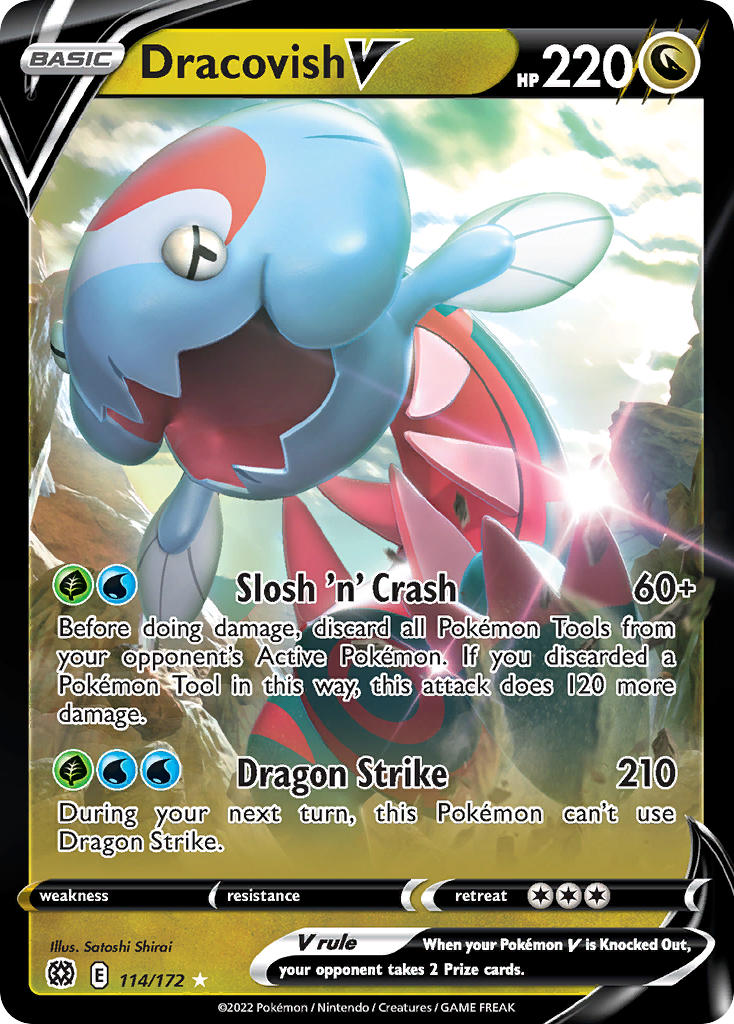 BASIC
Dracovish V
HP 220
Slosh ’n’ Crash 60+
Before doing damage, discard all Pokémon Tools from
your opponent’s Active Pokémon. If you discarded a
Pokémon Tool in this way, this attack does 120 more
damage.
Dragon Strike 210
During your next turn, this Pokémon can’t use
Dragon Strike.
weakness resistance retreat
Illus. Satoshi Shirai
V rule When your Pokémon V is Knocked Out,
your opponent takes 2 Prize cards.
E 114/172 ★
©2022 Pokémon / Nintendo / Creatures / GAME FREAK